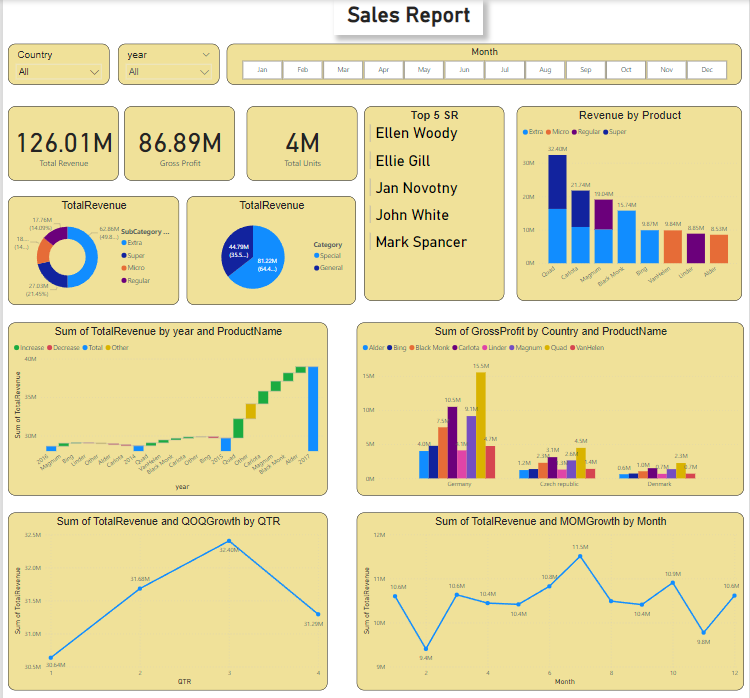 Sales Report
Country
All
year
All
Month
Jan Feb Mar Apr May Jun Jul Aug Sep Oct Nov Dec
126.01M
Total Revenue
86.89M
Gross Profit
4M
Total Units
Top 5 SR
Ellen Woody
Ellie Gill
Jan Novotny
John White
Mark Spancer
Revenue by Product
Extra Micro Regular Super
32.40M
21.74M
19.04M
15.74M
9.87M
9.84M
8.85M
8.53M
30M
20M
10M
0M
Quad Carlota Magnum Black Monk Bing VanHelen Linder Alder
TotalRevenue
17.76M
(14.09%)
18....
(14....)
62.86M
(49.8...)
27.03M
(21.45%)
SubCategory ...
Extra
Super
Micro
Regular
TotalRevenue
44.79M
(35.5...)
81.22M
(64.4...)
Category
Special
General
Sum of TotalRevenue by year and ProductName
Increase Decrease Total Other
40M
35M
30M
Sum of TotalRevenue
Magnum Bing Linder Other Alder Carlota 2014 Quad VanHelen Black Monk Carlota Other Bing 2015 Quad Other Carlota Magnum Black Monk Alder 2017
year
Sum of GrossProfit by Country and ProductName
Alder Bing Black Monk Carlota Linder Magnum Quad VanHelen
15M
10M
5M
0M
4.0M 7.5M 10.5M 9.1M 15.5M 4.7M
1.2M 2.3M 3.1M 2.6M 4.5M 1.4M
0.6M 1.0M 0.7M 2.3M 0.7M
Germany Czech republic Denmark
Sum of TotalRevenue and QOQGrowth by QTR
32.5M
32.0M
31.5M
31.0M
30.5M
Sum of TotalRevenue
30.64M
31.68M
32.40M
31.29M
1 2 3 4
QTR
Sum of TotalRevenue and MOMGrowth by Month
12M
11M
10M
9M
Sum of TotalRevenue
10.6M 9.4M 10.6M 10.4M 10.4M 10.8M 11.5M 10.4M 10.9M 9.8M 10.6M
2 4 6 8 10 12
Month